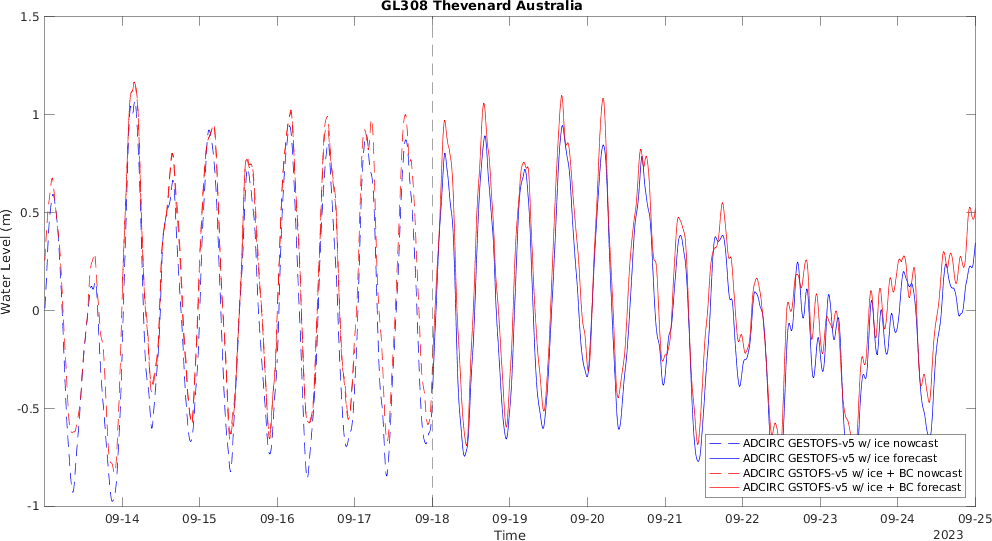 GL308 Thevenard Australia
1.5
1
0.5
0
-0.5
-1
Water Level (m)
09-14 09-15 09-16 09-17 09-18 09-19 09-20 09-21 09-22 09-23 09-24 09-25
Time
2023
ADCIRC GESTOFS-v5 w/ ice nowcast
ADCIRC GESTOFS-v5 w/ ice forecast
ADCIRC GSTOFS-v5 w/ ice + BC nowcast
ADCIRC GSTOFS-v5 w/ ice + BC forecast